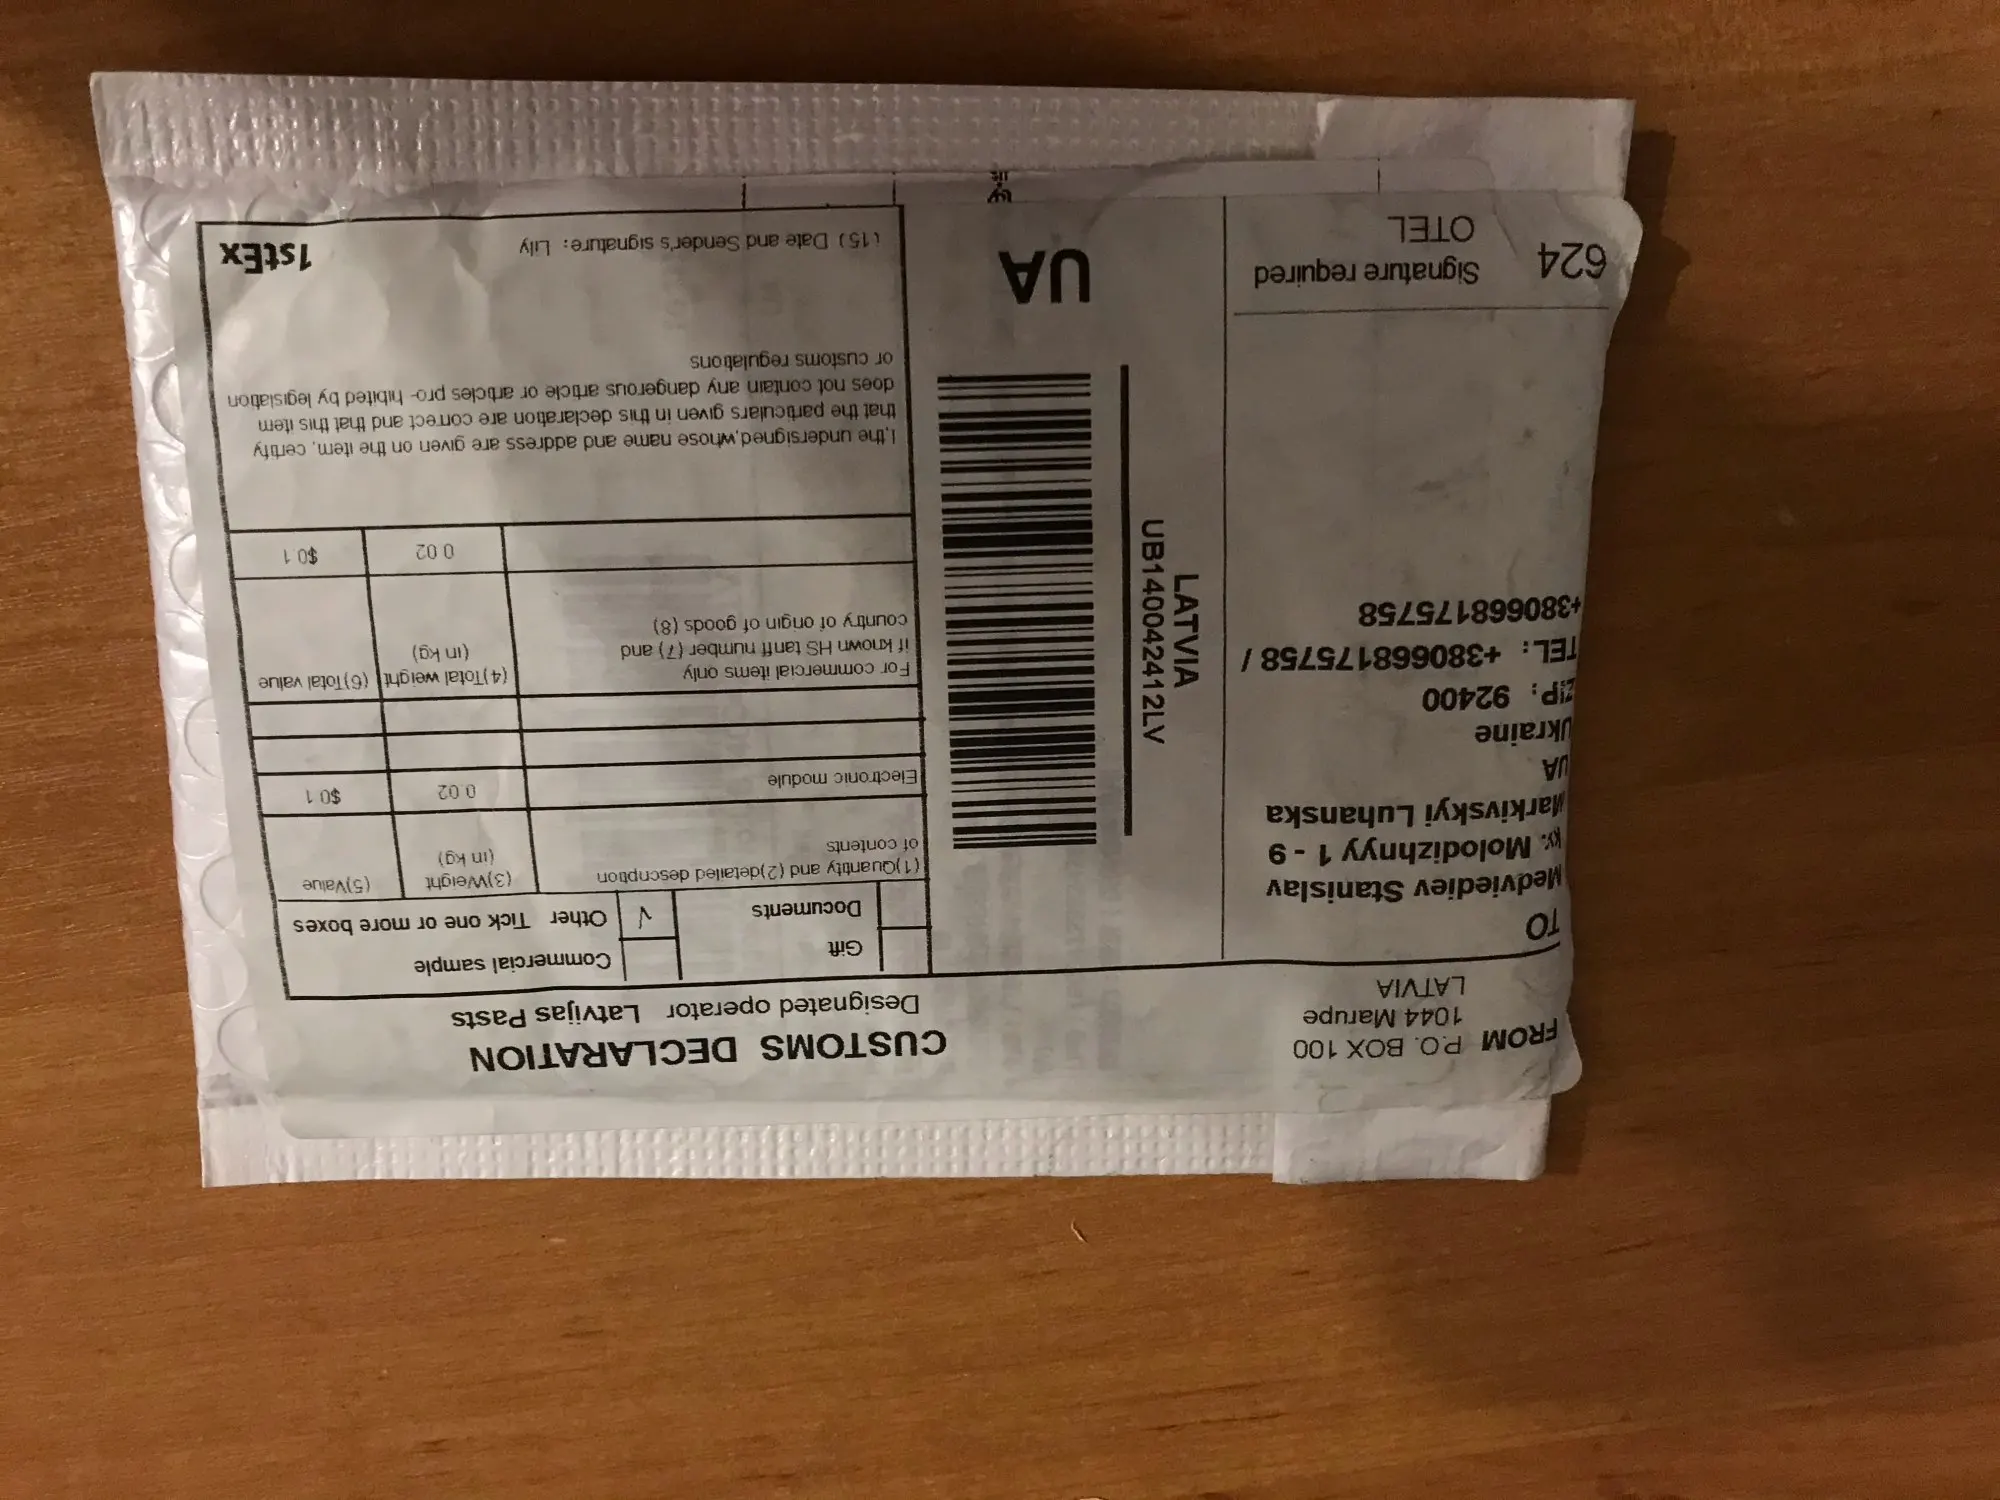 FROM P.O. BOX 100
1044 Marupe
LATVIA
TO
Medviediev Stanislav
kv. Molodizhnyy 1 - 9
Markivskyi Luhanska
UA
Ukraine
ZIP: 92400
TEL: +380668175758 /
+380668175758
624
Signature required
OTEL
LATVIA
UB140042412LV
UA
CUSTOMS DECLARATION
Designated operator Latvijas Pasts
Gift
Commercial sample
Documents
√ Other Tick one or more boxes
(1)Quantity and (2)detailed description
of contents
(3)Weight
(in kg)
(5)Value
Electronic module
0 02
$0 1
For commercial items only
if known HS tariff number (7) and
country of origin of goods (8)
(4)Total weight
(in kg)
(6)Total value
0 02
$0 1
I,the undersigned,whose name and address are given on the item, certify
that the particulars given in this declaration are correct and that this item
does not contain any dangerous article or articles pro- hibited by legislation
or customs regulations
(15) Date and Sender's signature: Lily
1stEx